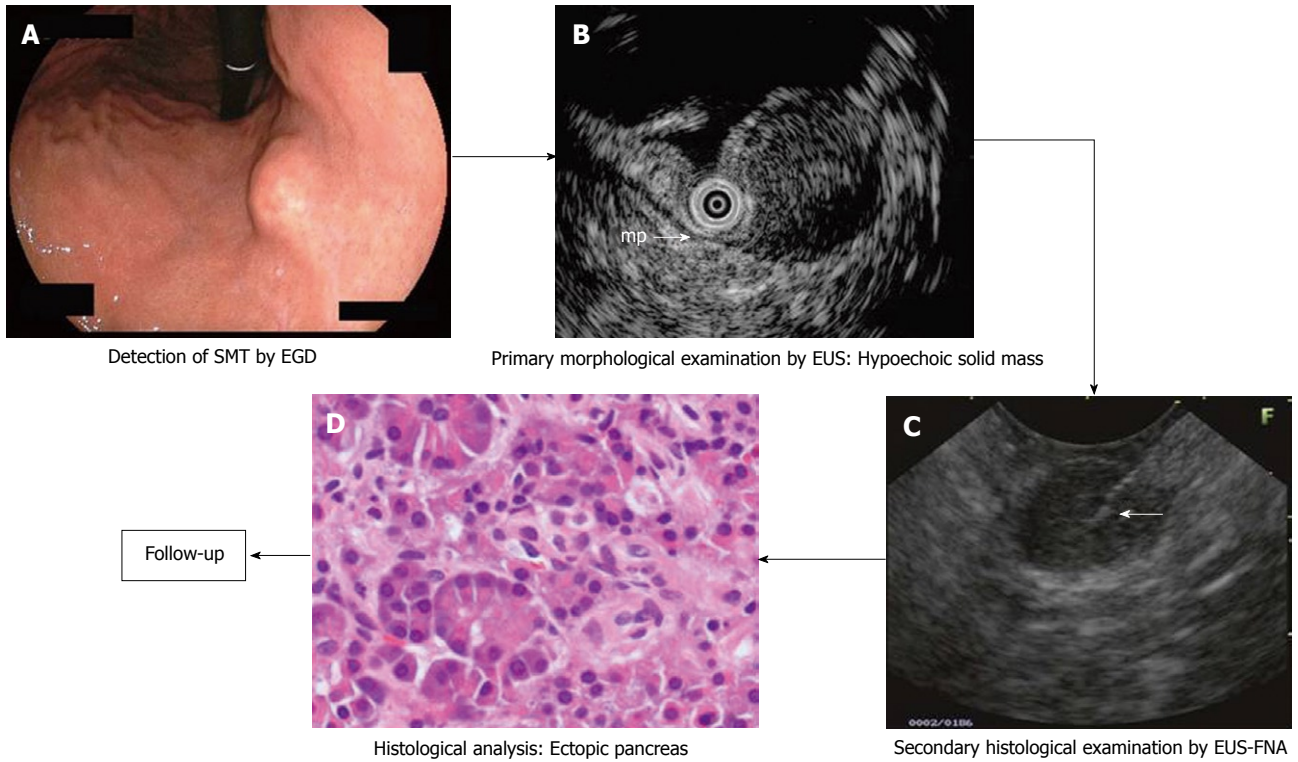 A
Detection of SMT by EGD
B
mp
Primary morphological examination by EUS: Hypoechoic solid mass
C
F
0002/0186
Secondary histological examination by EUS-FNA
D
Histological analysis: Ectopic pancreas
Follow-up